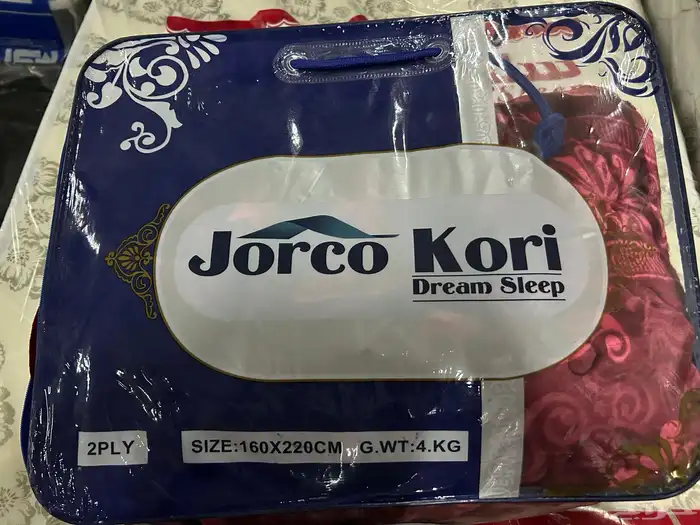 Jorco Kori
Dream Sleep
2PLY
SIZE:160X220CM G.WT:4.KG